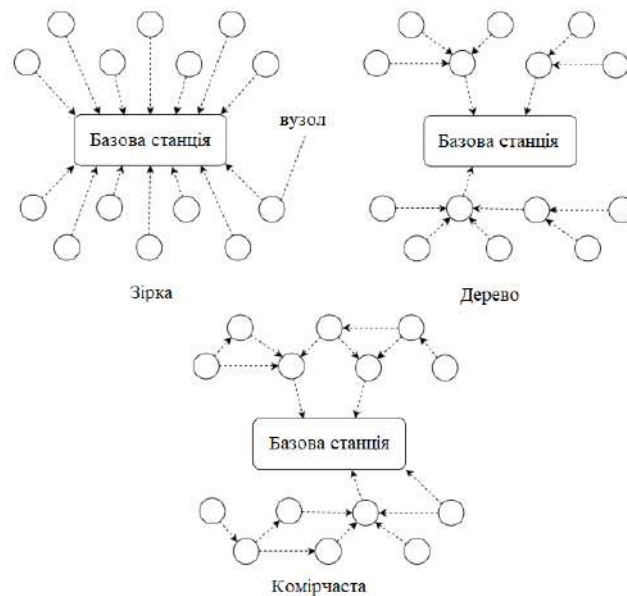 Базова станція
вузол
Зірка
Базова станція
Дерево
Базова станція
Комірчаста